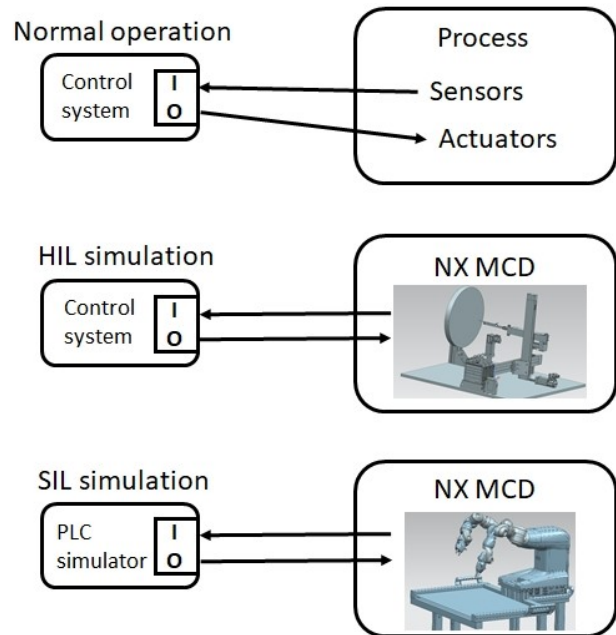 Normal operation
Process
Control
system
I
O
Sensors
Actuators
HIL simulation
NX MCD
Control
system
I
O
SIL simulation
NX MCD
PLC
simulator
I
O